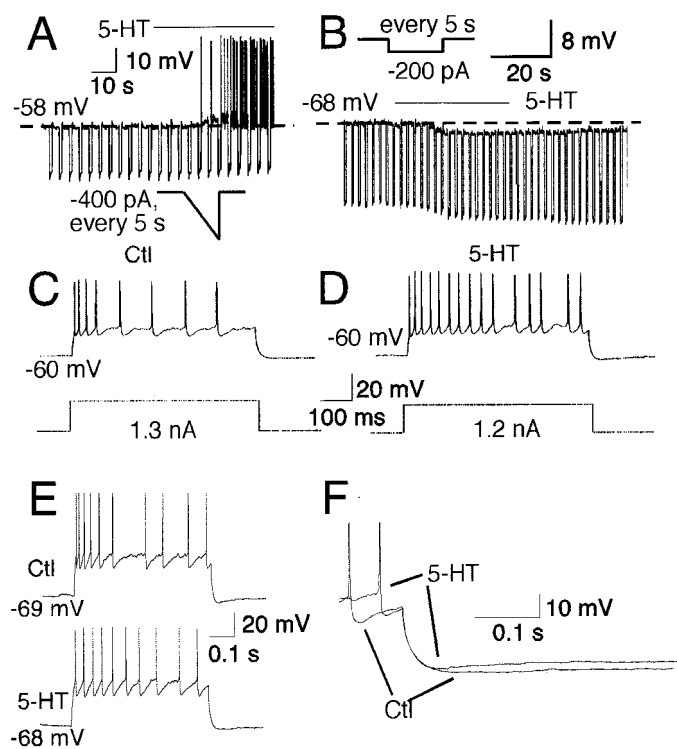 A
5-HT
10 mV
10 s
-58 mV
-400 pA,
every 5 s
B
every 5 s
-200 pA
8 mV
20 s
-68 mV
5-HT
Ctl
C
-60 mV
1.3 nA
5-HT
D
-60 mV
20 mV
100 ms
1.2 nA
E
Ctl
-69 mV
20 mV
0.1 s
5-HT
-68 mV
F
5-HT
10 mV
0.1 s
Ctl